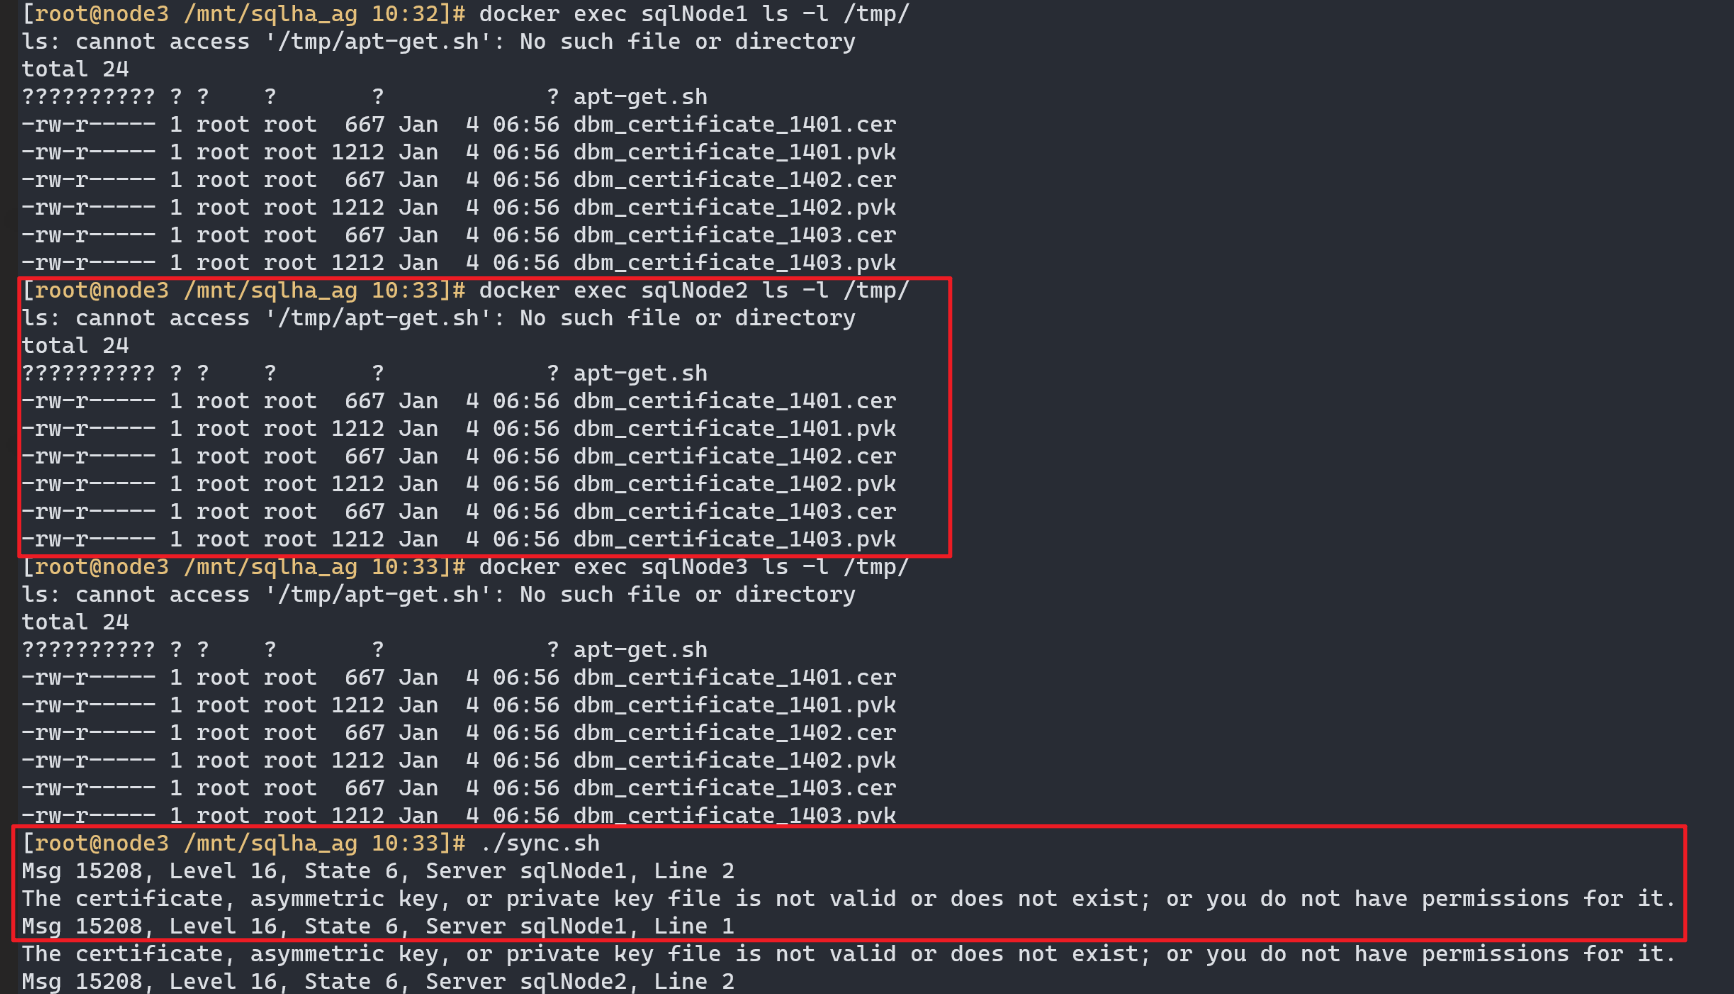 [root@node3 /mnt/sqlha_ag 10:32]# docker exec sqlNode1 ls -l /tmp/
ls: cannot access '/tmp/apt-get.sh': No such file or directory
total 24
?????????? ? ?    ?       ?            ? apt-get.sh
-rw-r----- 1 root root  667 Jan  4 06:56 dbm_certificate_1401.cer
-rw-r----- 1 root root 1212 Jan  4 06:56 dbm_certificate_1401.pvk
-rw-r----- 1 root root  667 Jan  4 06:56 dbm_certificate_1402.cer
-rw-r----- 1 root root 1212 Jan  4 06:56 dbm_certificate_1402.pvk
-rw-r----- 1 root root  667 Jan  4 06:56 dbm_certificate_1403.cer
-rw-r----- 1 root root 1212 Jan  4 06:56 dbm_certificate_1403.pvk
[root@node3 /mnt/sqlha_ag 10:33]# docker exec sqlNode2 ls -l /tmp/
ls: cannot access '/tmp/apt-get.sh': No such file or directory
total 24
?????????? ? ?    ?       ?            ? apt-get.sh
-rw-r----- 1 root root  667 Jan  4 06:56 dbm_certificate_1401.cer
-rw-r----- 1 root root 1212 Jan  4 06:56 dbm_certificate_1401.pvk
-rw-r----- 1 root root  667 Jan  4 06:56 dbm_certificate_1402.cer
-rw-r----- 1 root root 1212 Jan  4 06:56 dbm_certificate_1402.pvk
-rw-r----- 1 root root  667 Jan  4 06:56 dbm_certificate_1403.cer
-rw-r----- 1 root root 1212 Jan  4 06:56 dbm_certificate_1403.pvk
[root@node3 /mnt/sqlha_ag 10:33]# docker exec sqlNode3 ls -l /tmp/
ls: cannot access '/tmp/apt-get.sh': No such file or directory
total 24
?????????? ? ?    ?       ?            ? apt-get.sh
-rw-r----- 1 root root  667 Jan  4 06:56 dbm_certificate_1401.cer
-rw-r----- 1 root root 1212 Jan  4 06:56 dbm_certificate_1401.pvk
-rw-r----- 1 root root  667 Jan  4 06:56 dbm_certificate_1402.cer
-rw-r----- 1 root root 1212 Jan  4 06:56 dbm_certificate_1402.pvk
-rw-r----- 1 root root  667 Jan  4 06:56 dbm_certificate_1403.cer
-rw-r----- 1 root root 1212 Jan  4 06:56 dbm_certificate_1403.pvk
[root@node3 /mnt/sqlha_ag 10:33]# ./sync.sh
Msg 15208, Level 16, State 6, Server sqlNode1, Line 2
The certificate, asymmetric key, or private key file is not valid or does not exist; or you do not have permissions for it.
Msg 15208, Level 16, State 6, Server sqlNode1, Line 1
The certificate, asymmetric key, or private key file is not valid or does not exist; or you do not have permissions for it.
Msg 15208, Level 16, State 6, Server sqlNode2, Line 2